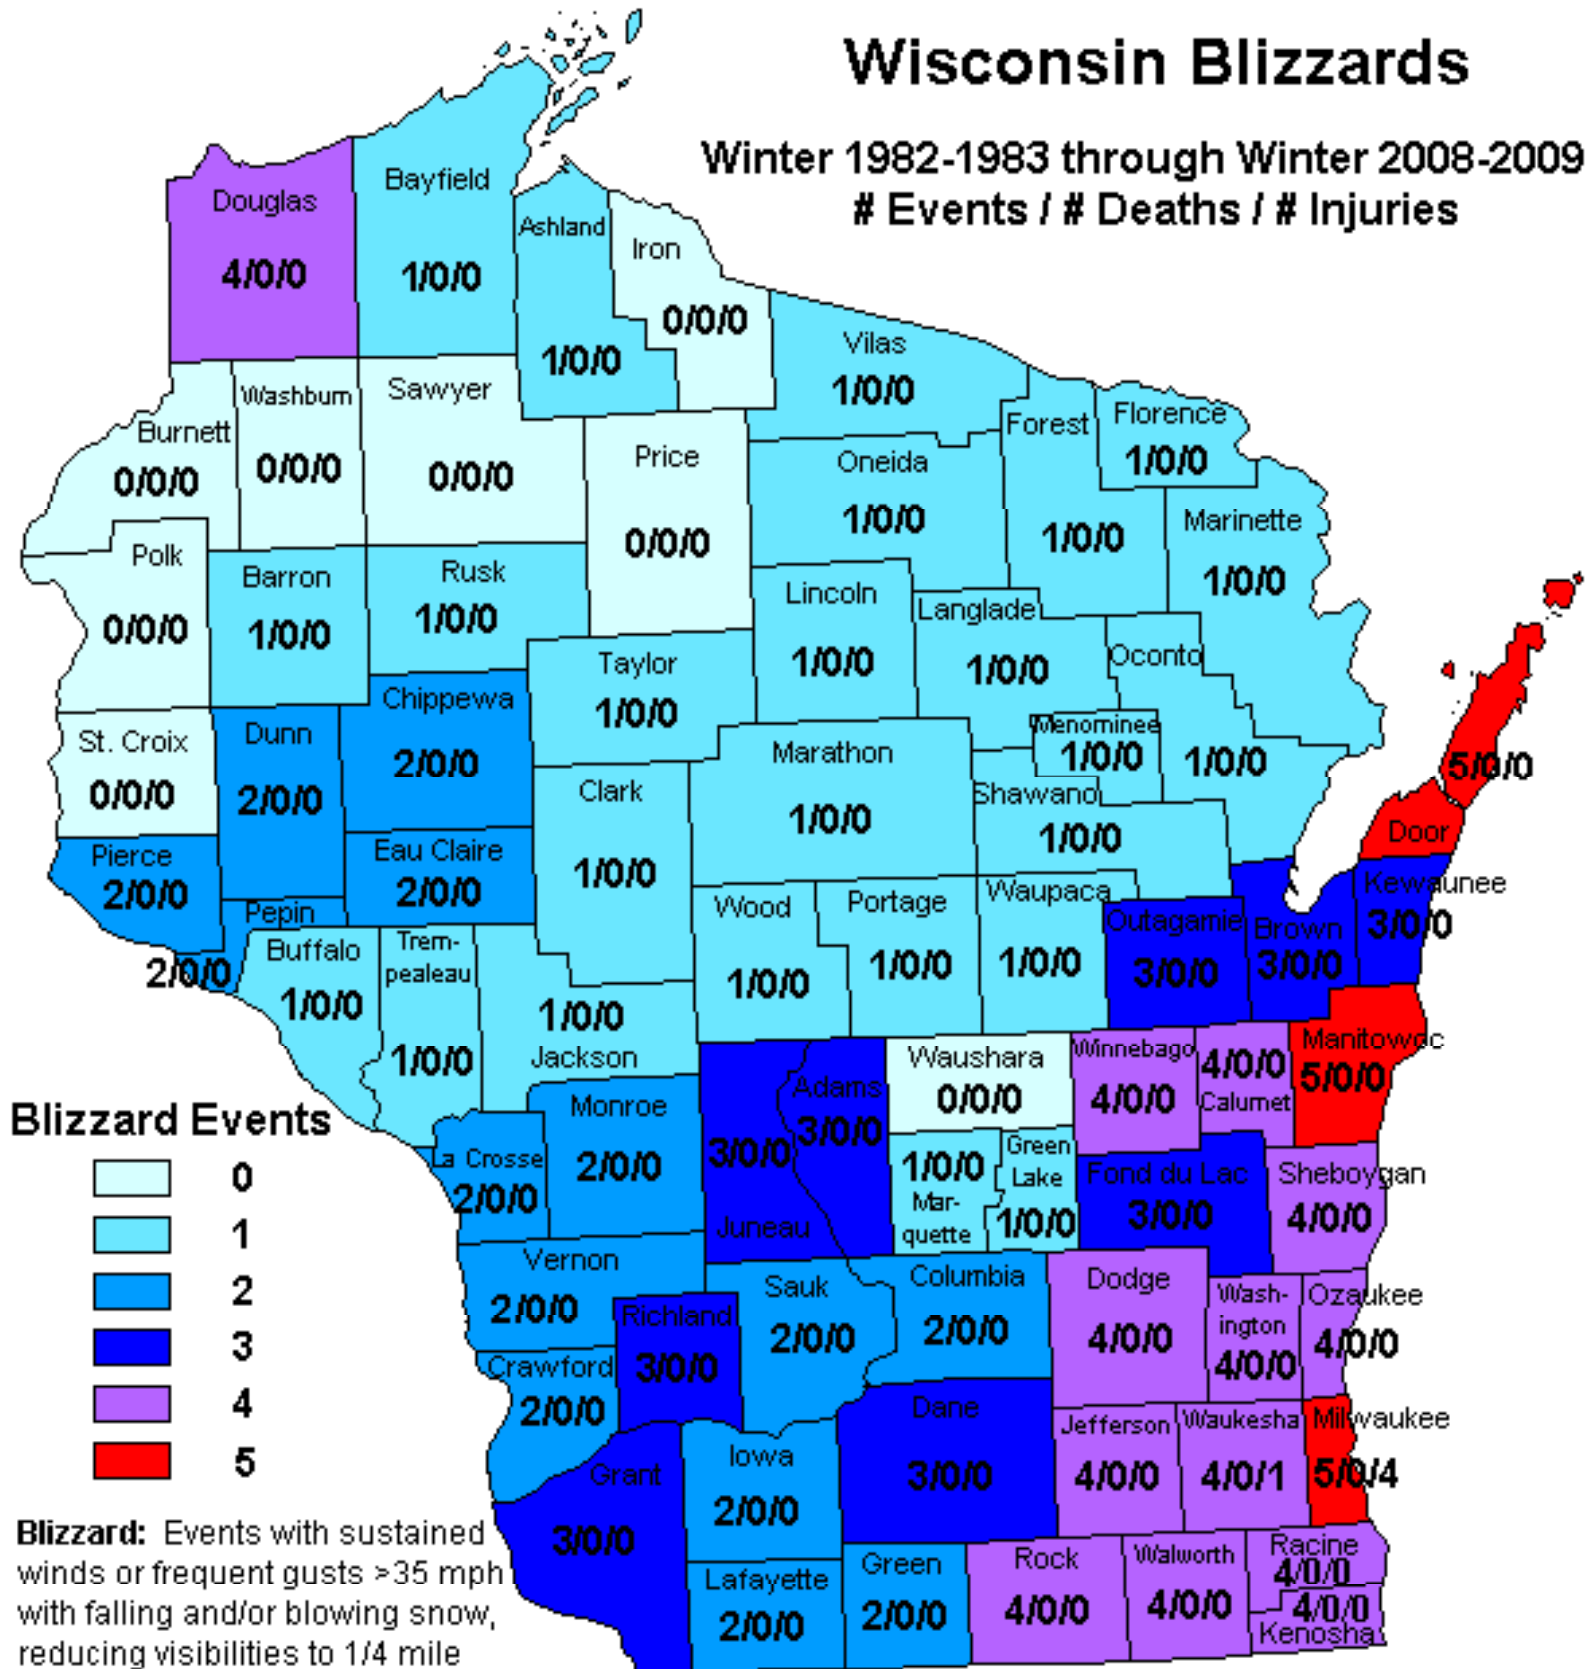 Wisconsin Blizzards
Winter 1982-1983 through Winter 2008-2009
# Events / # Deaths / # Injuries
Douglas
4/0/0
Bayfield
1/0/0
Ashland
1/0/0
Iron
0/0/0
Vilas
1/0/0
Burnett
0/0/0
Washburn
0/0/0
Sawyer
0/0/0
Price
0/0/0
Oneida
1/0/0
Forest
1/0/0
Florence
1/0/0
Marinette
1/0/0
Polk
0/0/0
Barron
1/0/0
Rusk
1/0/0
Taylor
1/0/0
Lincoln
1/0/0
Langlade
1/0/0
Oconto
1/0/0
Menominee
1/0/0
St. Croix
0/0/0
Dunn
2/0/0
Chippewa
2/0/0
Clark
1/0/0
Marathon
1/0/0
Shawano
1/0/0
5/0/0
Door
Pierce
2/0/0
Pepin
2/0/0
Eau Claire
2/0/0
Buffalo
1/0/0
Trem-
pealeau
1/0/0
1/0/0
Jackson
Wood
1/0/0
Portage
1/0/0
Waupaca
1/0/0
Outagamie
3/0/0
Brown
3/0/0
Kewaunee
3/0/0
Monroe
2/0/0
3/0/0
Juneau
Adams
3/0/0
Waushara
0/0/0
Winnebago
4/0/0
4/0/0
Calumet
Manitowoc
5/0/0
La Crosse
2/0/0
1/0/0
Mar-
quette
Green
Lake
1/0/0
Fond du Lac
3/0/0
Sheboygan
4/0/0
Vernon
2/0/0
Richland
3/0/0
Sauk
2/0/0
Columbia
2/0/0
Dodge
4/0/0
Wash-
ington
4/0/0
Ozaukee
4/0/0
Crawford
2/0/0
Grant
3/0/0
Iowa
2/0/0
Dane
3/0/0
Jefferson
4/0/0
Waukesha
4/0/1
Milwaukee
5/0/4
Lafayette
2/0/0
Green
2/0/0
Rock
4/0/0
Walworth
4/0/0
Racine
4/0/0
4/0/0
Kenosha
Blizzard Events
0
1
2
3
4
5
Blizzard: Events with sustained
winds or frequent gusts >35 mph
with falling and/or blowing snow,
reducing visibilities to 1/4 mile